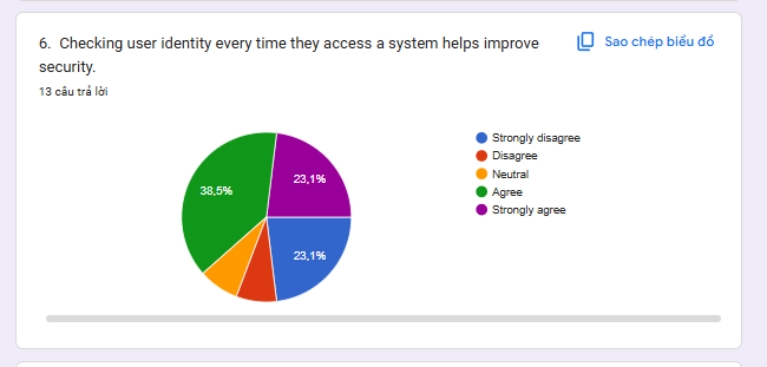 6. Checking user identity every time they access a system helps improve
security.
Sao chép biểu đồ
13 câu trả lời
38,5%
23,1%
23,1%
Strongly disagree
Disagree
Neutral
Agree
Strongly agree